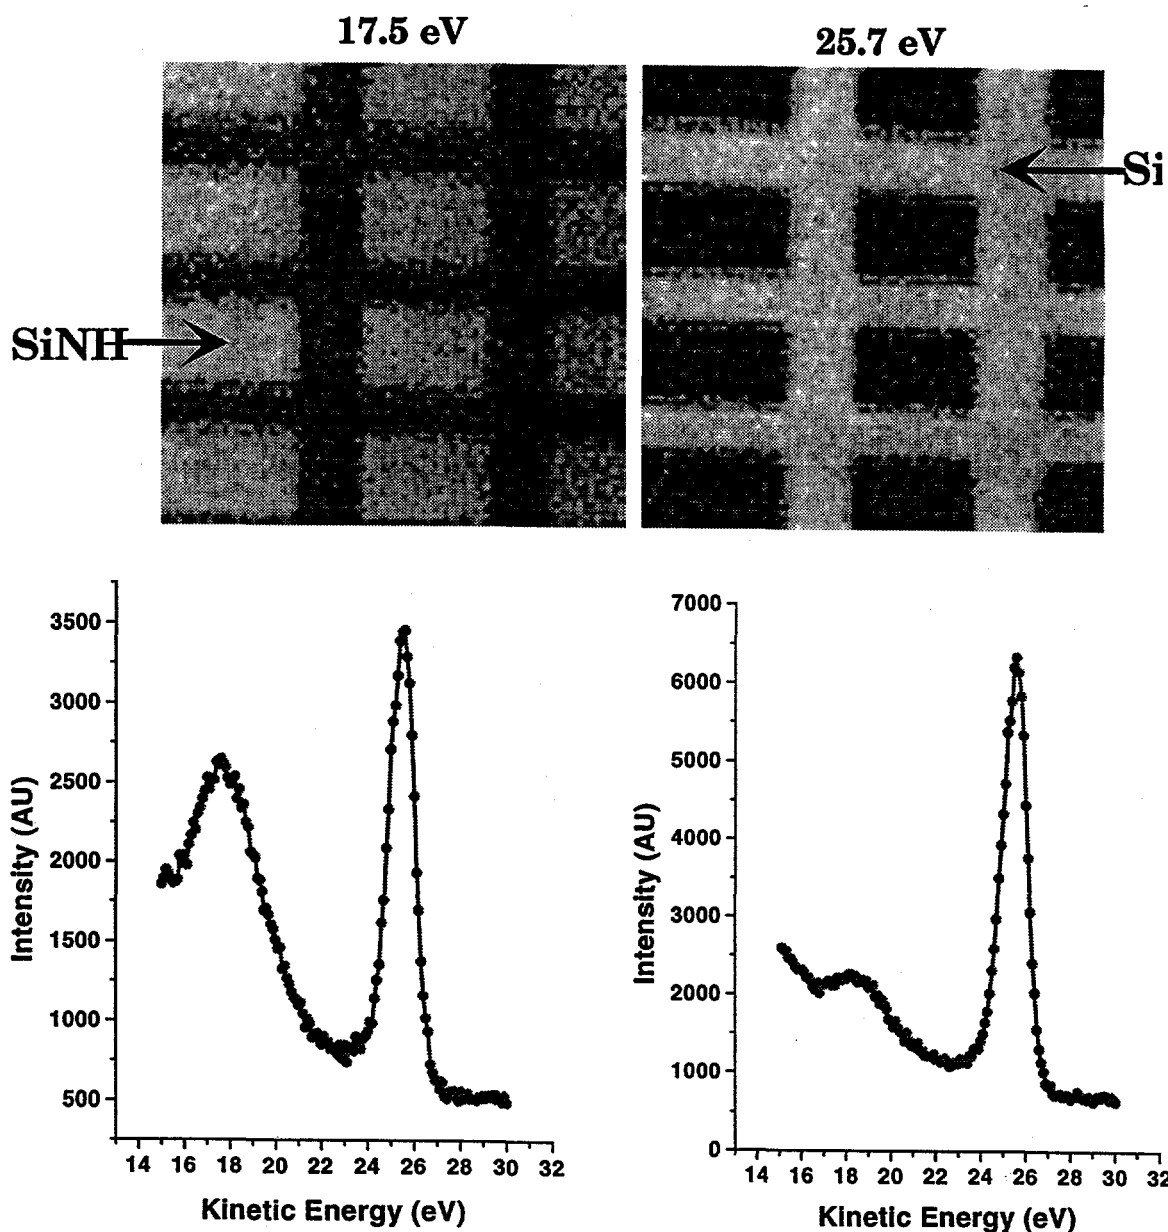 17.5 eV
25.7 eV
Si
SiNH
3500
3000
2500
2000
1500
1000
500
Intensity (AU)
14 16 18 20 22 24 26 28 30 32
Kinetic Energy (eV)
7000
6000
5000
4000
3000
2000
1000
0
Intensity (AU)
14 16 18 20 22 24 26 28 30 32
Kinetic Energy (eV)